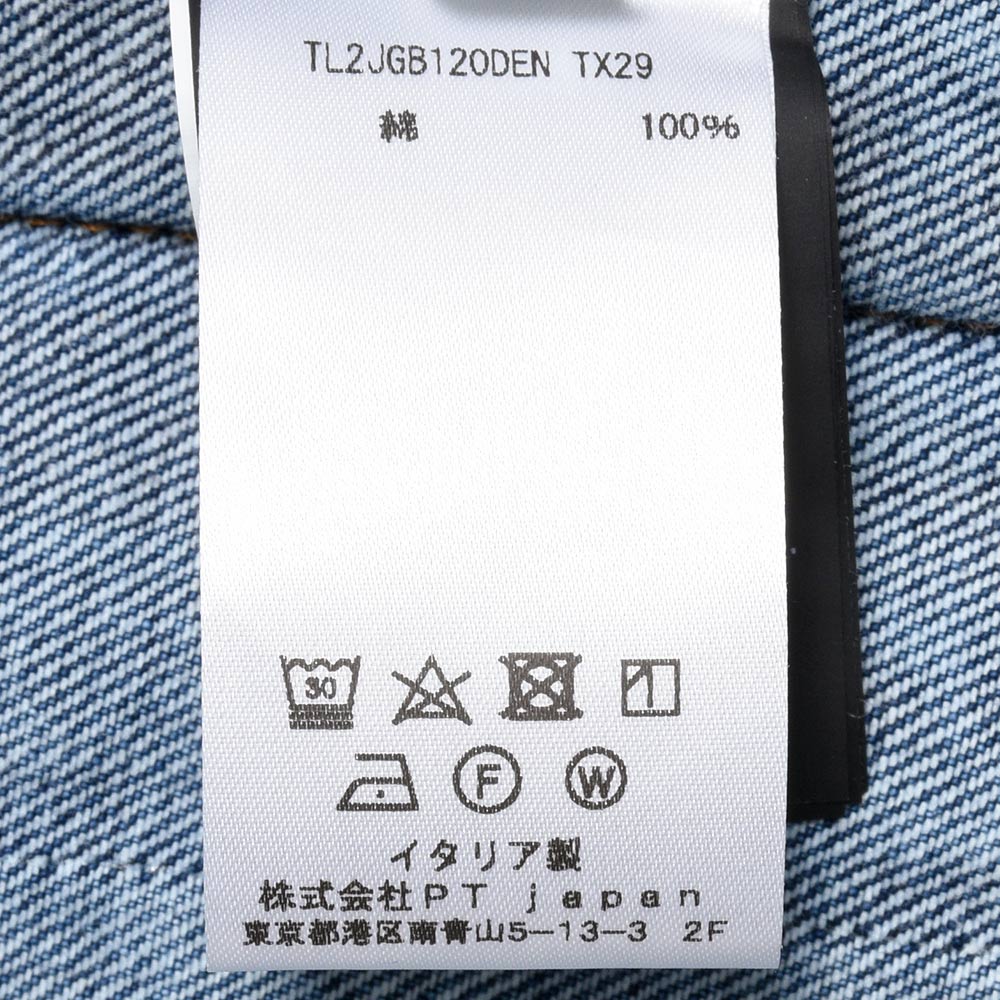 TL2JGB120DEN TX29
綿 100%
30
F W
イタリア製
株式会社PT japan
東京都港区南青山5-13-3 2F